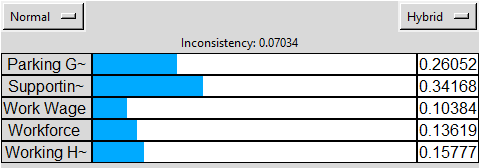 Normal Hybrid
Inconsistency: 0.07034
Parking G~ 0.26052
Supportin~ 0.34168
Work Wage 0.10384
Workforce 0.13619
Working H~ 0.15777